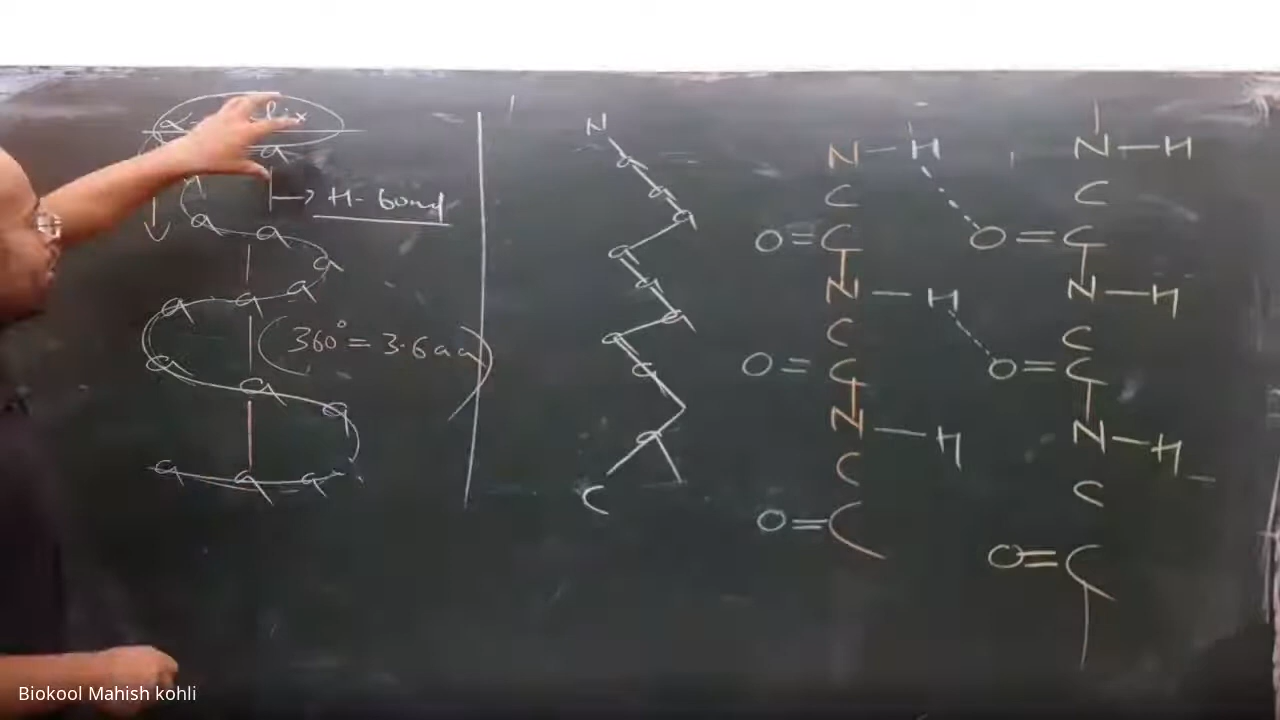 α-
a
→ H-bond
a
a
a
a
a
a
a
(360° = 3.6 aa)
a
a
a
a
a
a
N
a
a
a
a
a
a
a
a
a
C
N — H
C
O = C
N — H
C
O = C
N — H
C
O = C
N — H
C
O = C
N — H
C
O = C
N — H
C
O = C
Biokool Mahish kohli